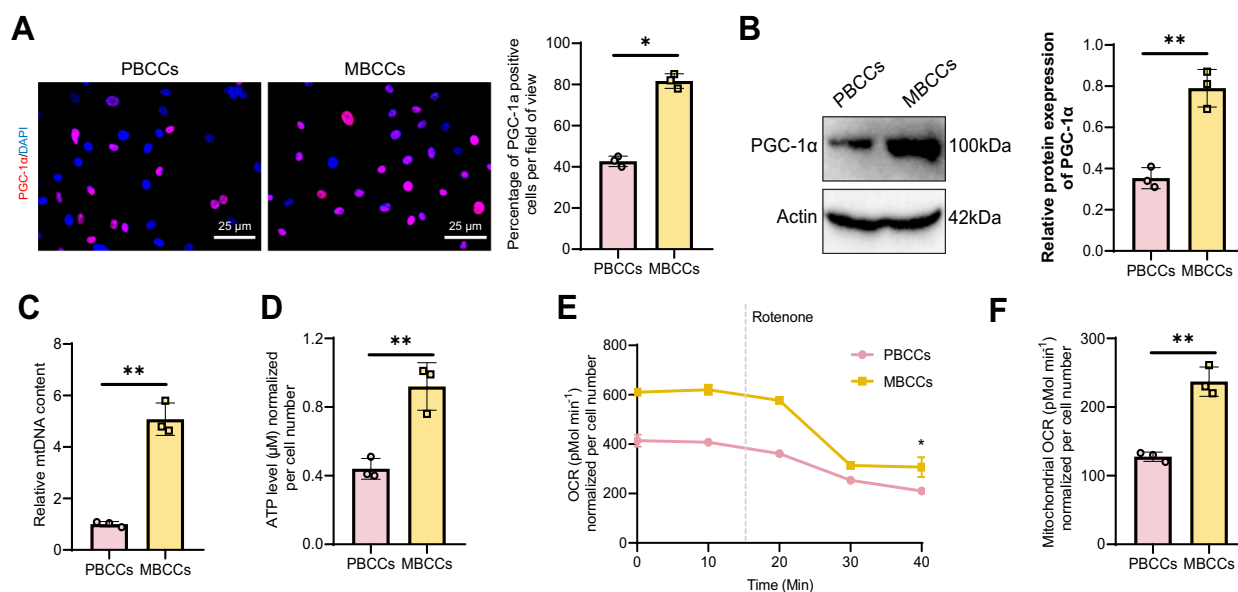 A
PBCCs
MBCCs
PGC-1α/DAPI
25 µm
25 µm
Percentage of PGC-1a positive
cells per field of view
100
80
60
40
20
0
*
PBCCs
MBCCs
B
PBCCs
MBCCs
PGC-1α
100kDa
Actin
42kDa
Relative protein exepression
of PGC-1α
1.0
0.8
0.6
0.4
0.2
0.0
**
PBCCs
MBCCs
C
Relative mtDNA content
8
6
4
2
0
**
PBCCs
MBCCs
D
ATP level (µM) normalized
per cell number
1.2
0.9
0.4
0.0
**
PBCCs
MBCCs
E
Rotenone
OCR (pMol min⁻¹)
normalized per cell number
800
600
400
200
0
PBCCs
MBCCs
*
0
10
20
30
40
Time (Min)
F
Mitochondrial OCR (pMol min⁻¹)
normalized per cell number
300
200
100
0
**
PBCCs
MBCCs